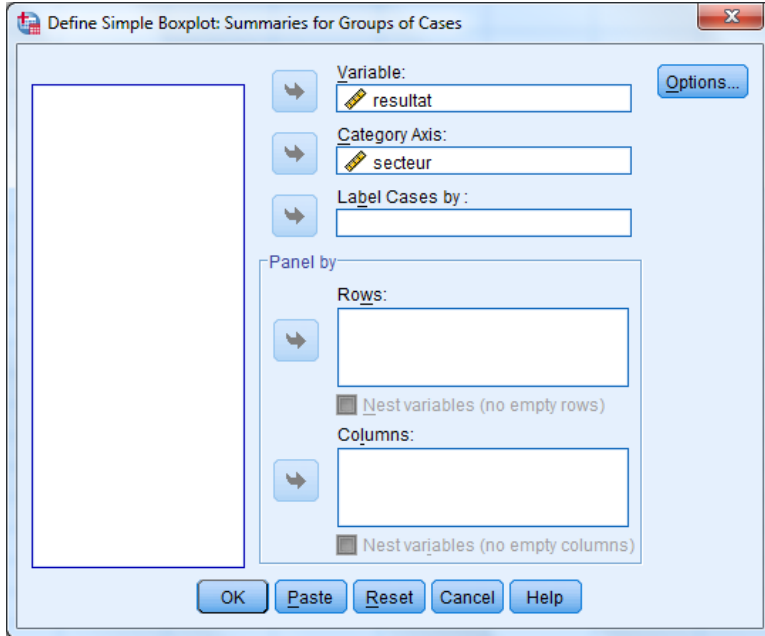 Define Simple Boxplot: Summaries for Groups of Cases
Variable:
resultat
Options...
Category Axis:
secteur
Label Cases by :
Panel by
Rows:
Nest variables (no empty rows)
Columns:
Nest variables (no empty columns)
OK
Paste
Reset
Cancel
Help